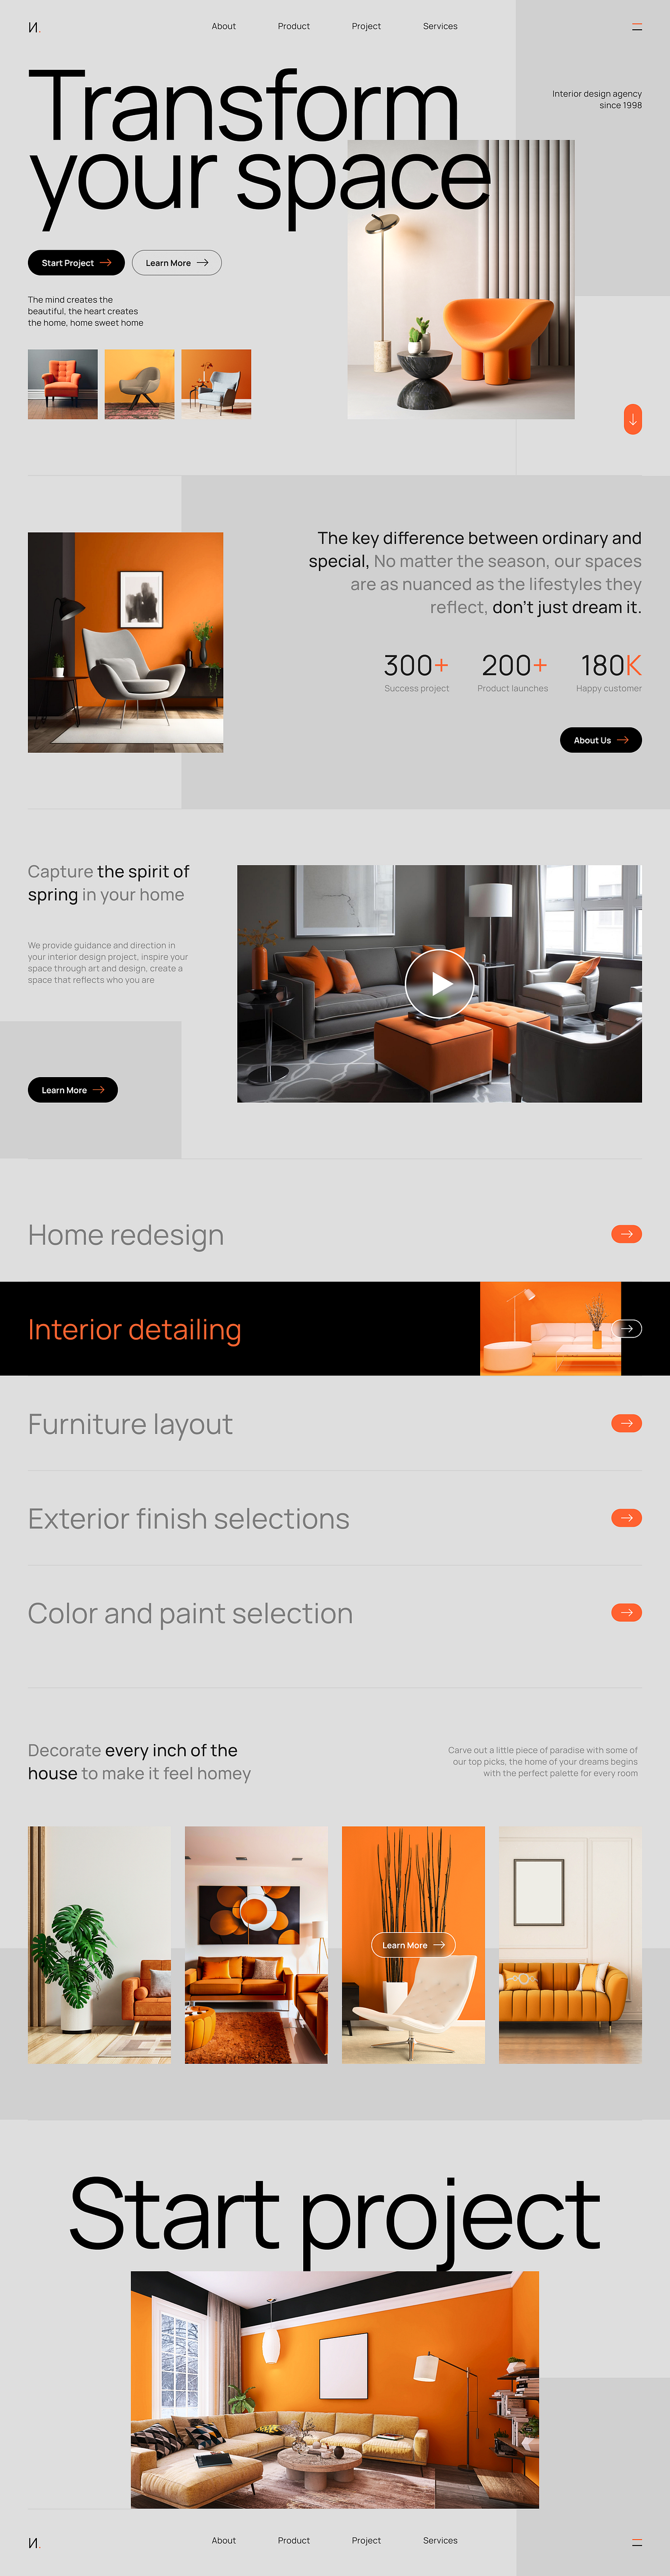 И.
About
Product
Project
Services
Transform
your space
Interior design agency
since 1998
Start Project
Learn More
The mind creates the
beautiful, the heart creates
the home, home sweet home
The key difference between ordinary and
special, No matter the season, our spaces
are as nuanced as the lifestyles they
reflect, don't just dream it.
300+
200+
180K
Success project
Product launches
Happy customer
About Us
Capture the spirit of
spring in your home
We provide guidance and direction in
your interior design project, inspire your
space through art and design, create a
space that reflects who you are
Learn More
Home redesign
Interior detailing
Furniture layout
Exterior finish selections
Color and paint selection
Decorate every inch of the
house to make it feel homey
Carve out a little piece of paradise with some of
our top picks, the home of your dreams begins
with the perfect palette for every room
Learn More
Start project
И.
About
Product
Project
Services